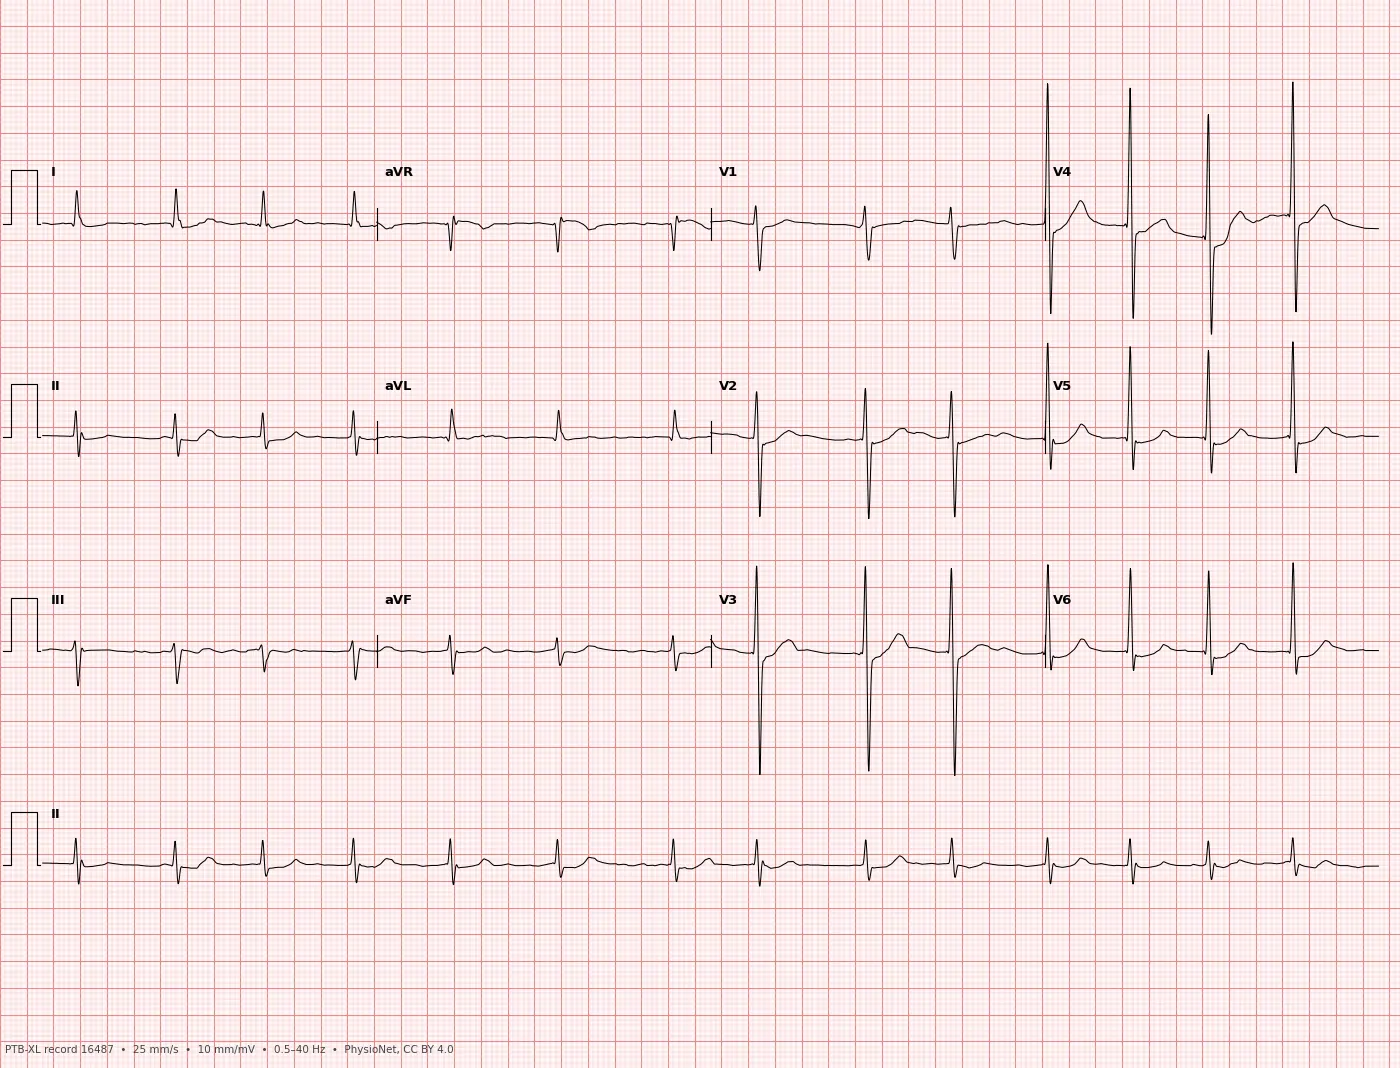 I aVR V1 V4
II aVL V2 V5
III aVF V3 V6
II
PTB-XL record 16487 • 25 mm/s • 10 mm/mV • 0.5–40 Hz • PhysioNet, CC BY 4.0